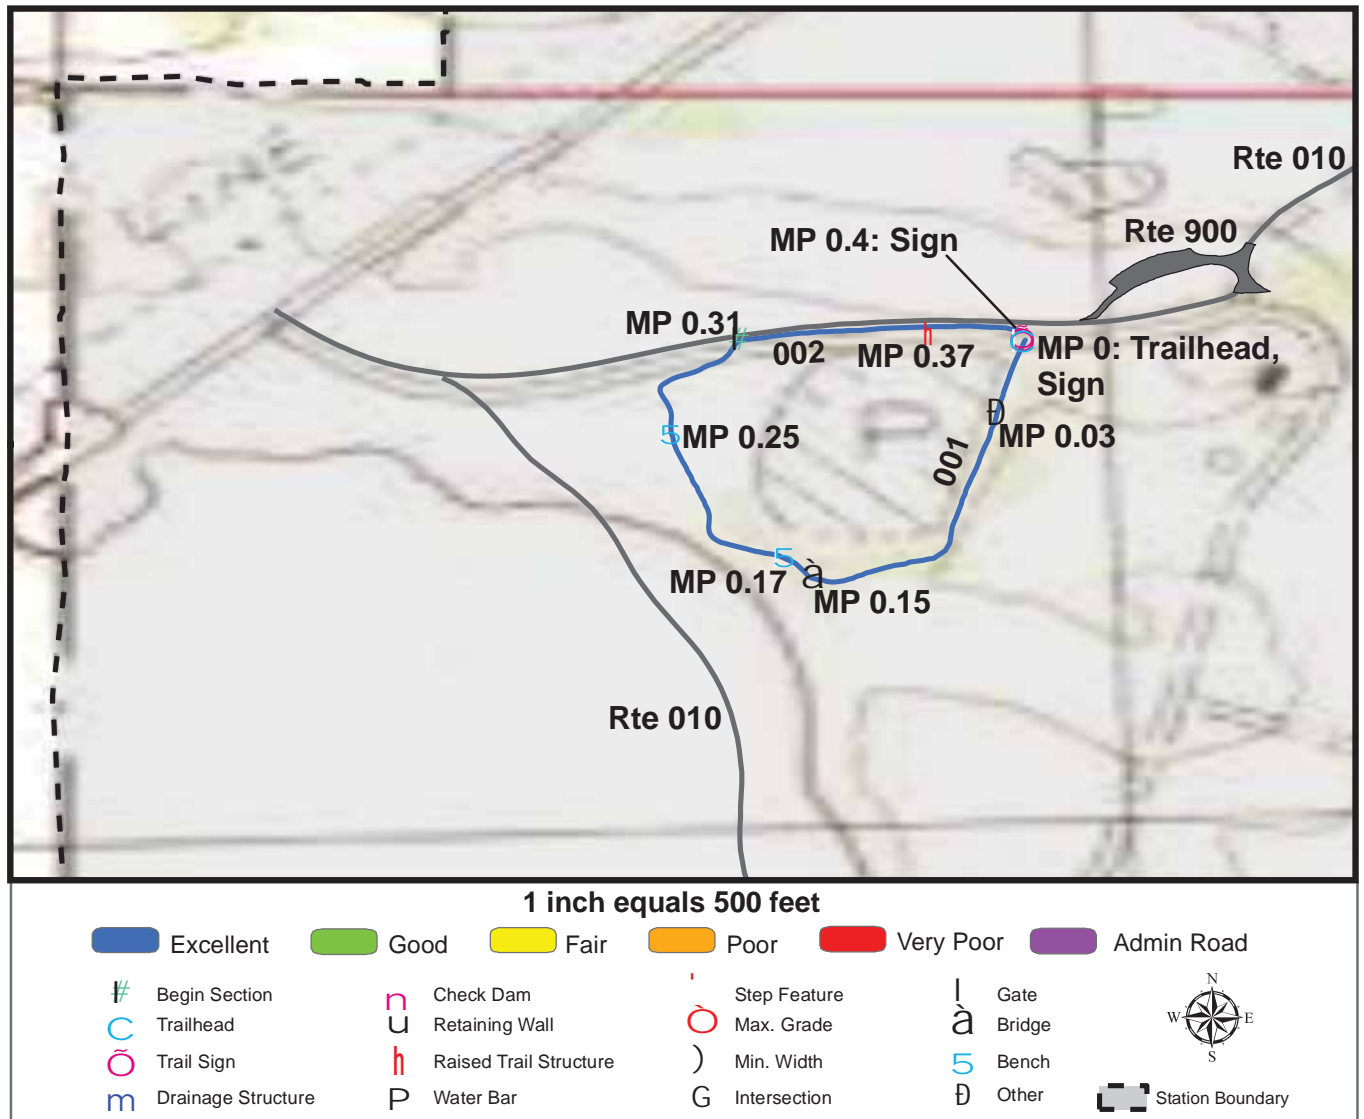 Rte 010
Rte 900
MP 0.4: Sign
MP 0.31
002
MP 0.37
MP 0: Trailhead,
Sign
MP 0.25
MP 0.03
001
MP 0.17
MP 0.15
Rte 010
1 inch equals 500 feet
Excellent
Good
Fair
Poor
Very Poor
Admin Road
Begin Section
Check Dam
Step Feature
Gate
Trailhead
Retaining Wall
Max. Grade
Bridge
Trail Sign
Raised Trail Structure
Min. Width
Bench
Drainage Structure
Water Bar
Intersection
Other
N
W
E
S
Station Boundary